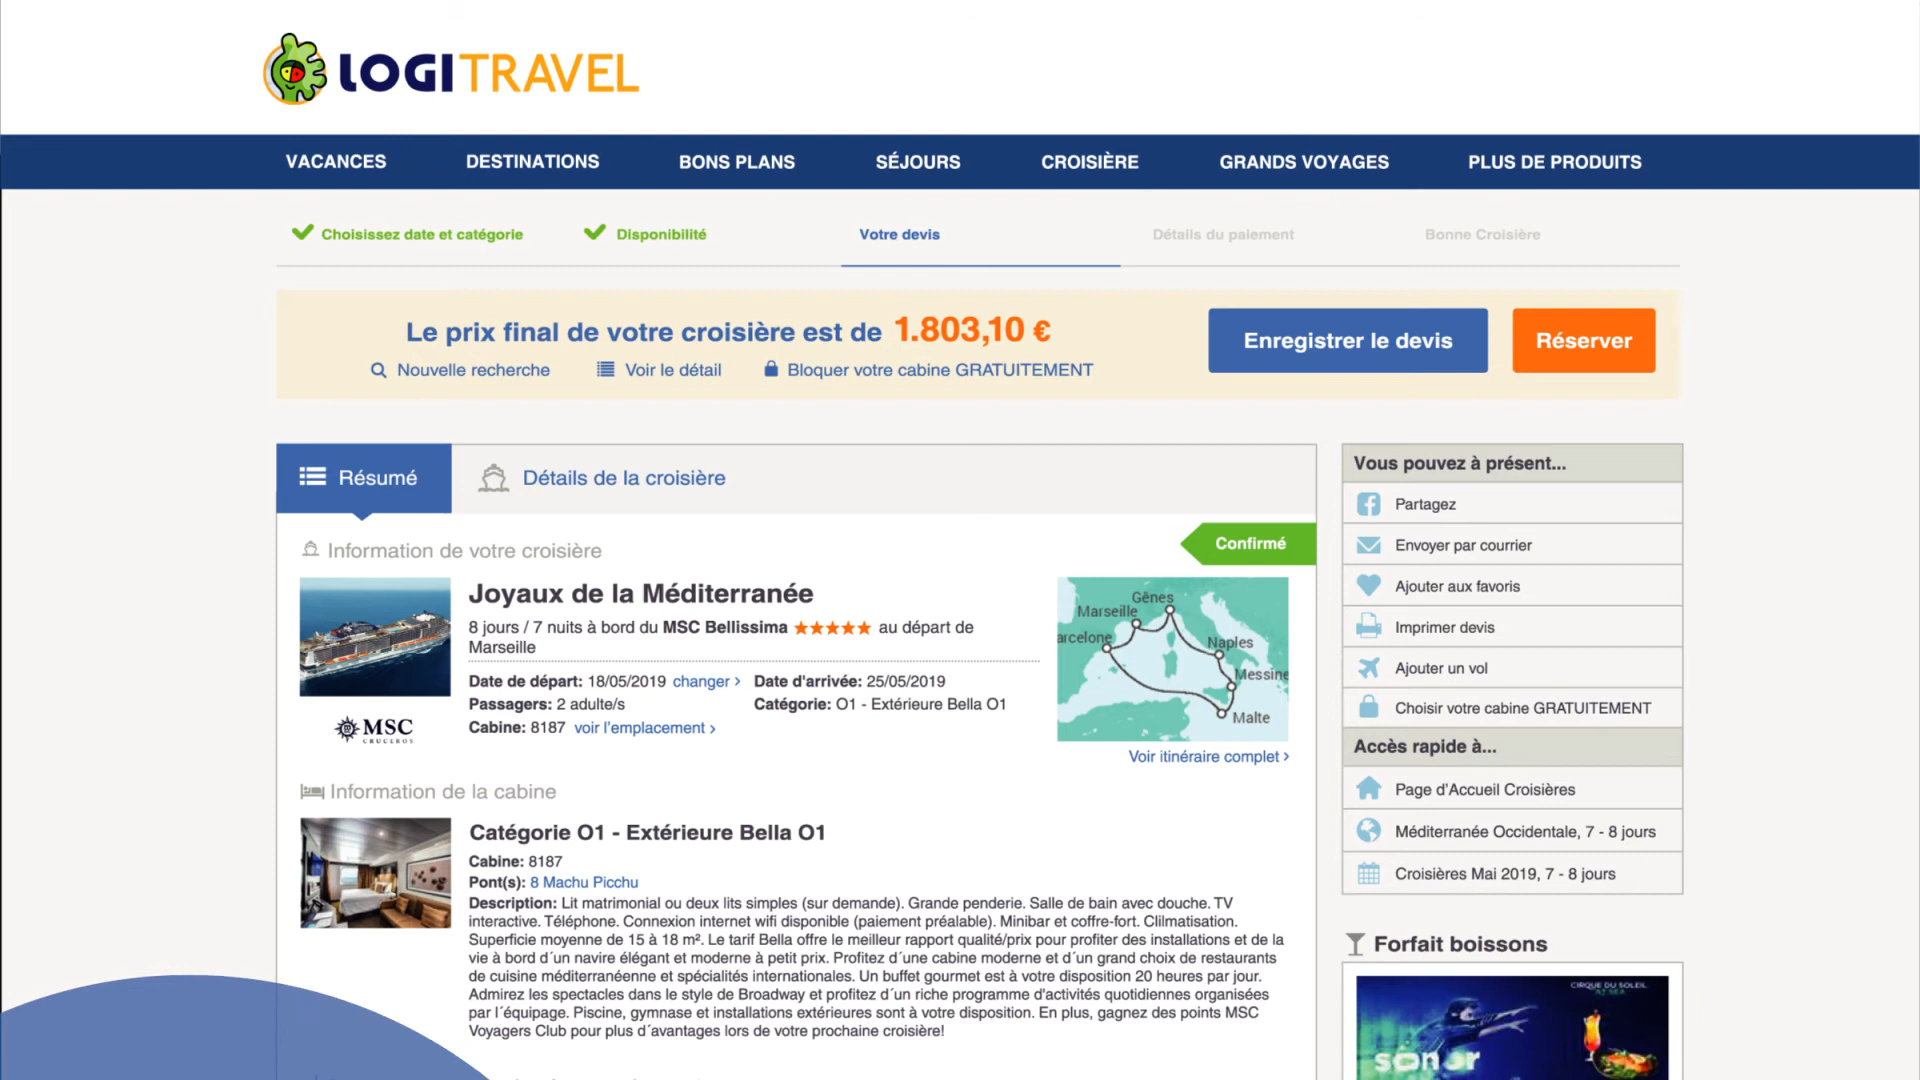 LOGITRAVEL
VACANCES DESTINATIONS BONS PLANS SÉJOURS CROISIÈRE GRANDS VOYAGES PLUS DE PRODUITS
Choisissez date et catégorie Disponibilité Votre devis Détails du paiement Bonne Croisière
Le prix final de votre croisière est de 1.803,10 €
Nouvelle recherche Voir le détail Bloquer votre cabine GRATUITEMENT
Enregistrer le devis Réserver
Résumé Détails de la croisière
Information de votre croisière
Confirmé
Joyaux de la Méditerranée
8 jours / 7 nuits à bord du MSC Bellissima ★★★★★ au départ de
Marseille
Date de départ: 18/05/2019 changer › Date d'arrivée: 25/05/2019
Passagers: 2 adulte/s Catégorie: O1 - Extérieure Bella O1
Cabine: 8187 voir l'emplacement ›
MSC
CRUCEROS
Gênes
Marseille
arcelone
Naples
Messine
Malte
Voir itinéraire complet ›
Information de la cabine
Catégorie O1 - Extérieure Bella O1
Cabine: 8187
Pont(s): 8 Machu Picchu
Description: Lit matrimonial ou deux lits simples (sur demande). Grande penderie. Salle de bain avec douche. TV
interactive. Téléphone. Connexion internet wifi disponible (paiement préalable). Minibar et coffre-fort. Clilmatisation.
Superficie moyenne de 15 à 18 m². Le tarif Bella offre le meilleur rapport qualité/prix pour profiter des installations et de la
vie à bord d´un navire élégant et moderne à petit prix. Profitez d´une cabine moderne et d´un grand choix de restaurants
de cuisine méditerranéenne et spécialités internationales. Un buffet gourmet est à votre disposition 20 heures par jour.
Admirez les spectacles dans le style de Broadway et profitez d´un riche programme d'activités quotidiennes organisées
par l´équipage. Piscine, gymnase et installations extérieures sont à votre disposition. En plus, gagnez des points MSC
Voyagers Club pour plus d´avantages lors de votre prochaine croisière!
Vous pouvez à présent...
Partagez
Envoyer par courrier
Ajouter aux favoris
Imprimer devis
Ajouter un vol
Choisir votre cabine GRATUITEMENT
Accès rapide à...
Page d'Accueil Croisières
Méditerranée Occidentale, 7 - 8 jours
Croisières Mai 2019, 7 - 8 jours
Forfait boissons
CIRQUE DU SOLEIL
AT SEA
sonor